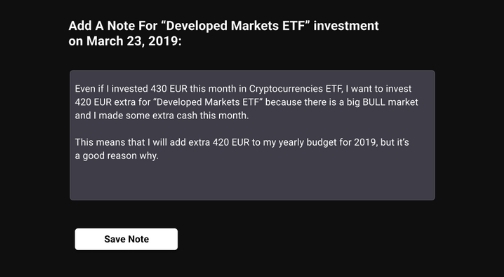 Add A Note For “Developed Markets ETF” investment
on March 23, 2019:
Even if I invested 430 EUR this month in Cryptocurrencies ETF, I want to invest
420 EUR extra for “Developed Markets ETF” because there is a big BULL market
and I made some extra cash this month.
This means that I will add extra 420 EUR to my yearly budget for 2019, but it's
a good reason why.
Save Note